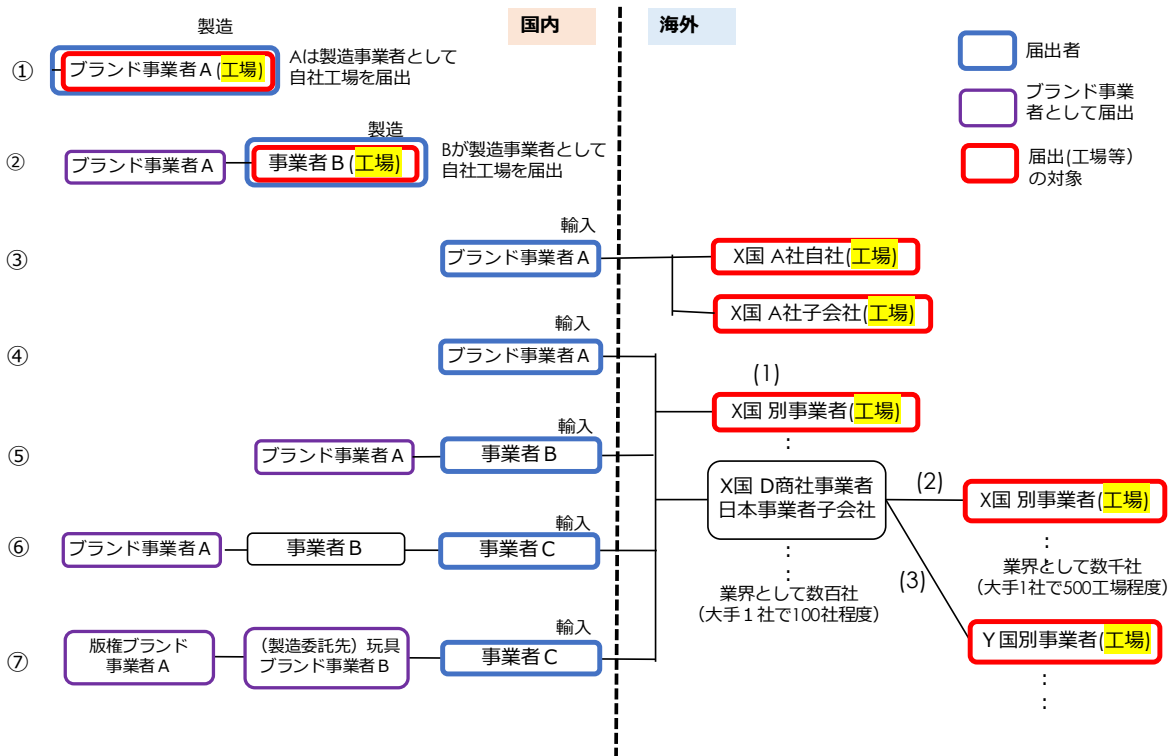 国内
海外
製造
①
ブランド事業者A(工場)
Aは製造事業者として
自社工場を届出
届出者
ブランド事業
者として届出
届出(工場等)
の対象
製造
②
ブランド事業者A
事業者B(工場)
Bが製造事業者として
自社工場を届出
輸入
③
ブランド事業者A
X国 A社自社(工場)
X国 A社子会社(工場)
輸入
④
ブランド事業者A
(1)
X国 別事業者(工場)
:
輸入
⑤
ブランド事業者A
事業者B
X国 D商社事業者
日本事業者子会社
(2)
X国 別事業者(工場)
:
業界として数千社
(大手1社で500工場程度)
輸入
⑥
ブランド事業者A
事業者B
事業者C
:
:
業界として数百社
(大手１社で100社程度)
(3)
Y国別事業者(工場)
:
:
輸入
⑦
版権ブランド
事業者A
(製造委託先)玩具
ブランド事業者B
事業者C